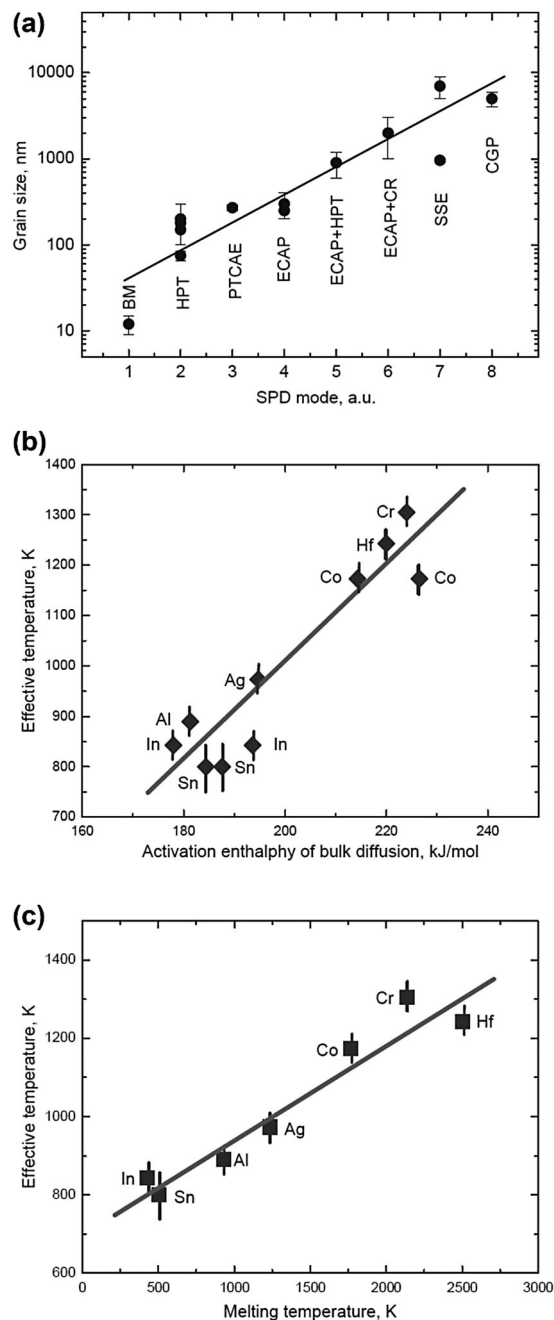 (a)
10000
1000
100
10
Grain size, nm
BM
HPT
PTCAE
ECAP
ECAP+HPT
ECAP+CR
SSE
CGP
1 2 3 4 5 6 7 8
SPD mode, a.u.
(b)
1400
1300
1200
1100
1000
900
800
700
Effective temperature, K
Cr
Hf
Co
Co
Ag
Al
In
In
Sn
Sn
160 180 200 220 240
Activation enthalphy of bulk diffusion, kJ/mol
(c)
1400
1200
1000
800
600
Effective temperature, K
Cr
Hf
Co
Ag
Al
In
Sn
0 500 1000 1500 2000 2500 3000
Melting temperature, K